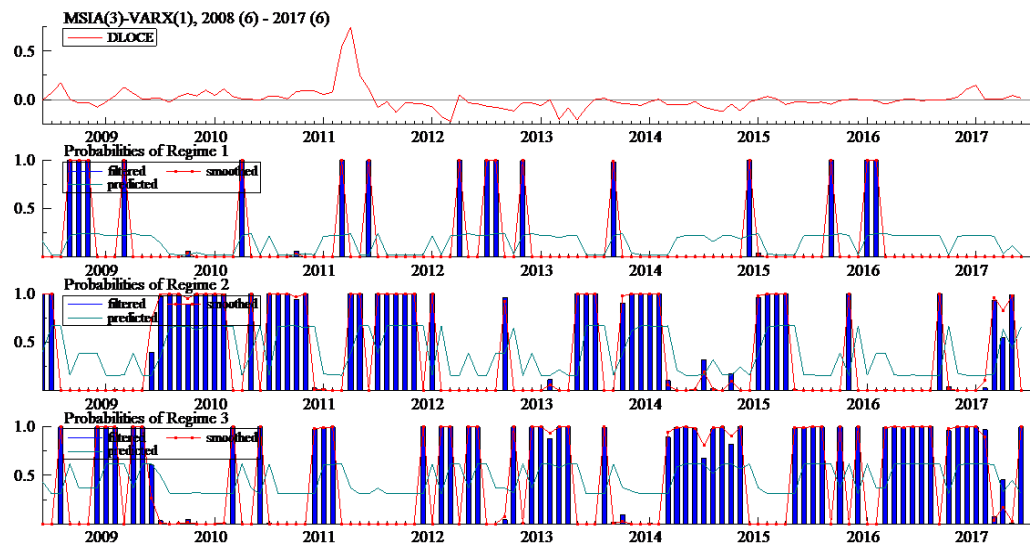 MSIA(3)-VARX(1), 2008 (6) - 2017 (6)
DLOCE
0.5
0.0
2009 2010 2011 2012 2013 2014 2015 2016 2017
Probabilities of Regime 1
1.0
filtered smoothed
predicted
0.5
2009 2010 2011 2012 2013 2014 2015 2016 2017
Probabilities of Regime 2
1.0
filtered smoothed
predicted
0.5
2009 2010 2011 2012 2013 2014 2015 2016 2017
Probabilities of Regime 3
1.0
filtered smoothed
predicted
0.5
2009 2010 2011 2012 2013 2014 2015 2016 2017